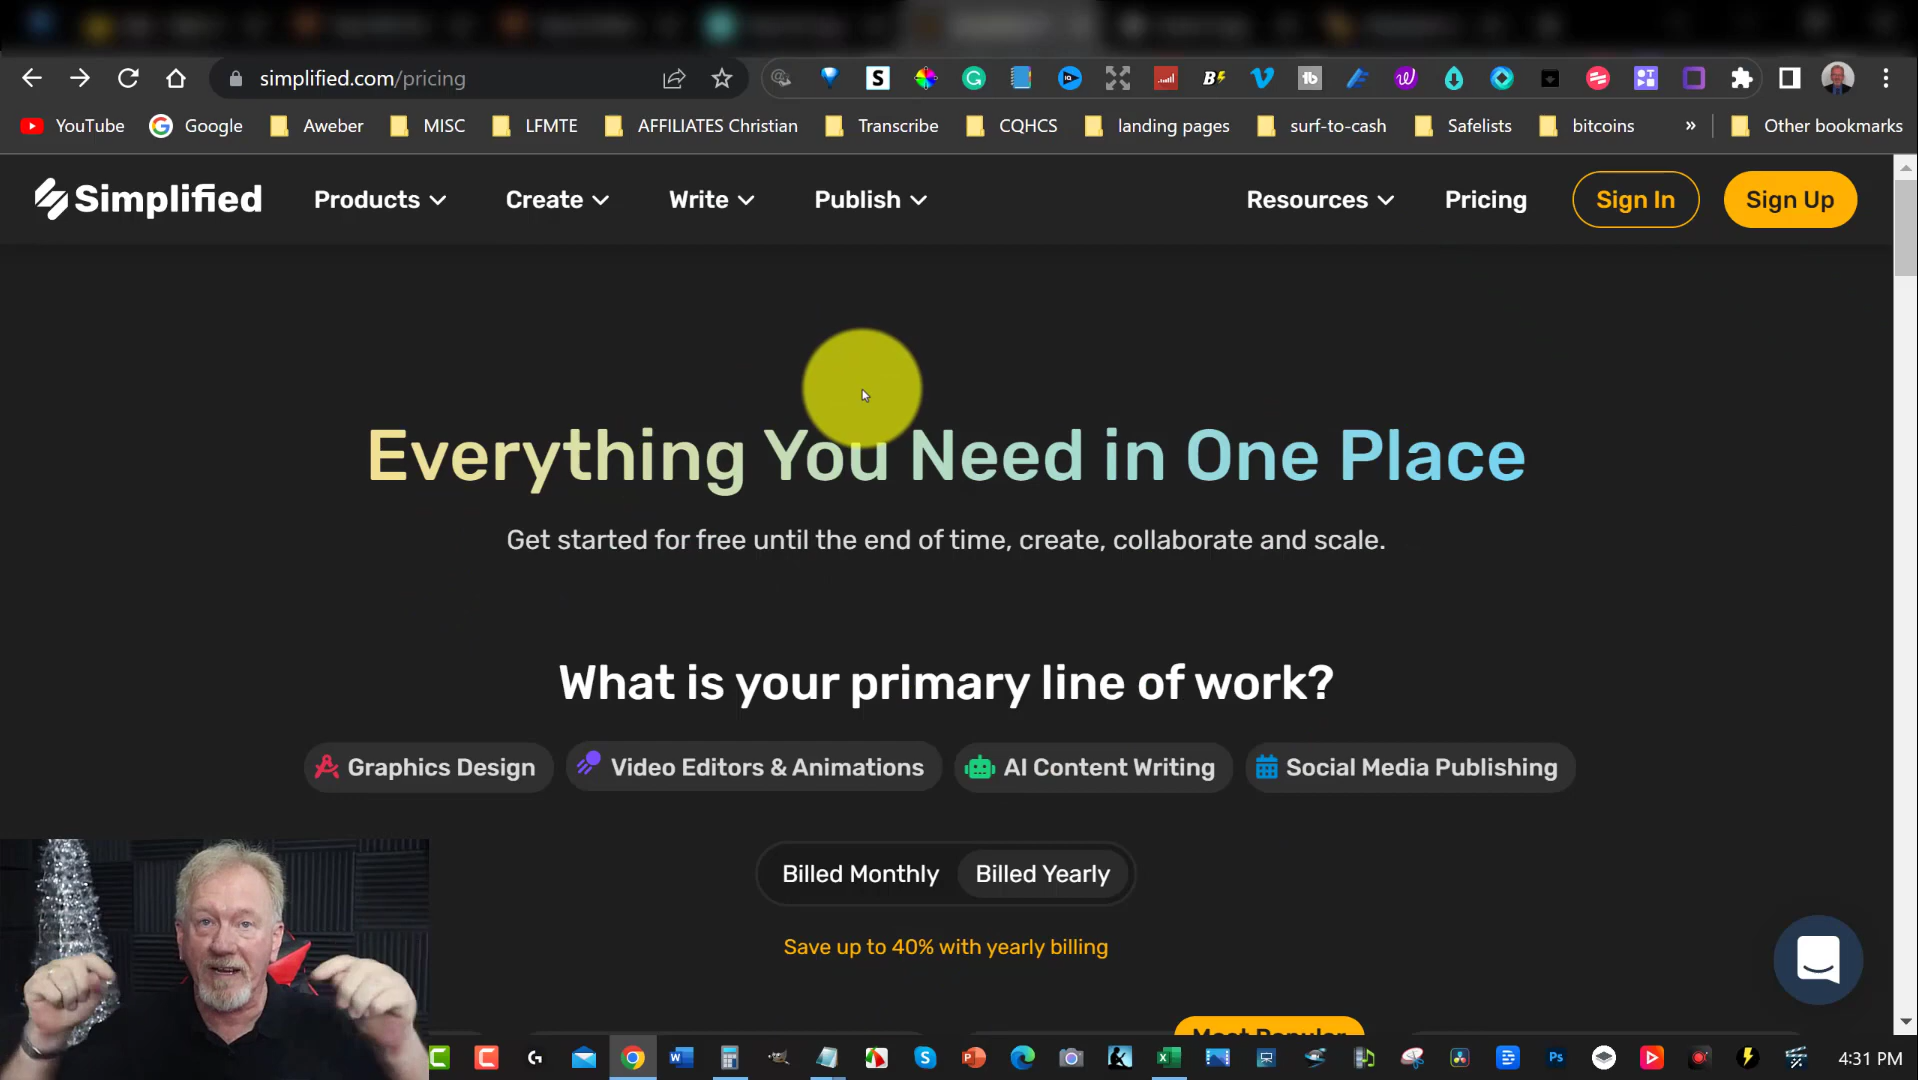 simplified.com/pricing
YouTube Google Aweber MISC LFMTE AFFILIATES Christian Transcribe CQHCS landing pages surf-to-cash Safelists bitcoins » Other bookmarks
Simplified Products Create Write Publish Resources Pricing Sign In Sign Up
Everything You Need in One Place
Get started for free until the end of time, create, collaborate and scale.
What is your primary line of work?
Graphics Design Video Editors & Animations AI Content Writing Social Media Publishing
Billed Monthly Billed Yearly
Save up to 40% with yearly billing
Most Popular
4:31 PM